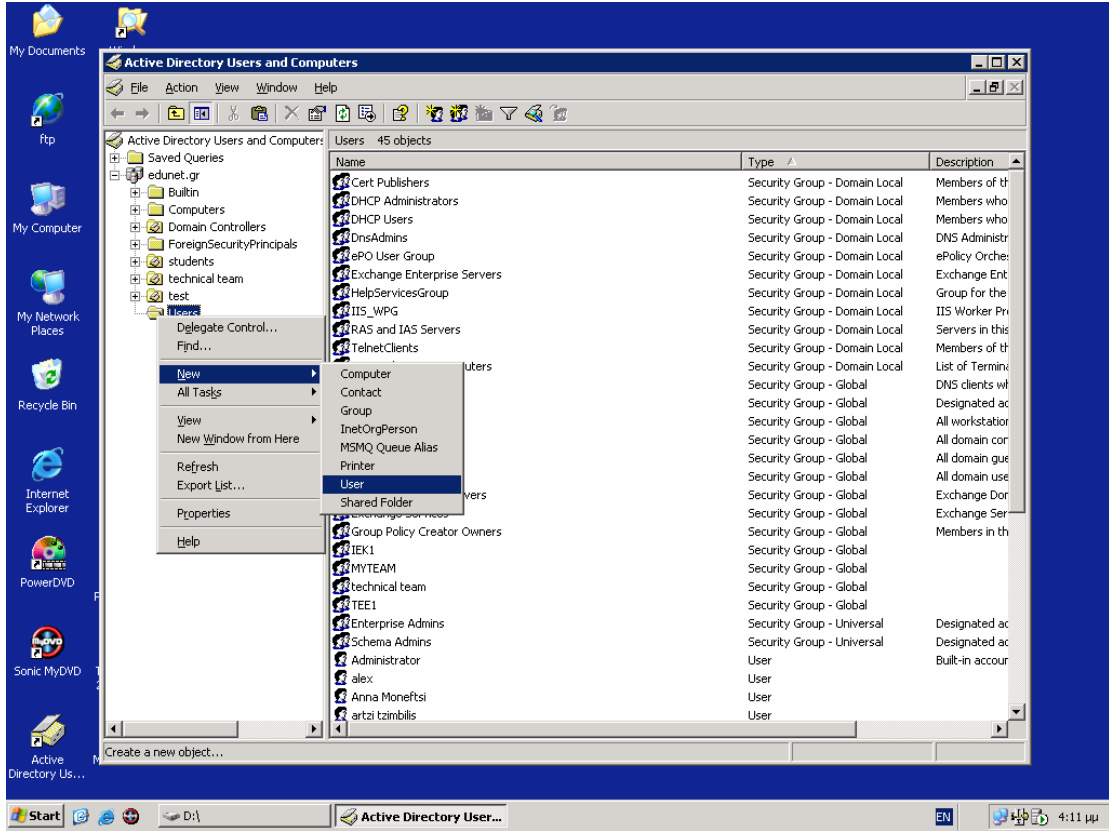 My Documents
ftp
My Computer
My Network
Places
Recycle Bin
Internet
Explorer
PowerDVD
Sonic MyDVD
Active
Directory Us...
Active Directory Users and Computers
File Action View Window Help
Active Directory Users and Computers
Saved Queries
edunet.gr
Builtin
Computers
Domain Controllers
ForeignSecurityPrincipals
students
technical team
test
Users
Delegate Control...
Find...
New
All Tasks
View
New Window from Here
Refresh
Export List...
Properties
Help
Computer
Contact
Group
InetOrgPerson
MSMQ Queue Alias
Printer
User
Shared Folder
Users 45 objects
Name Type Description
Cert Publishers Security Group - Domain Local Members of th
DHCP Administrators Security Group - Domain Local Members who
DHCP Users Security Group - Domain Local Members who
DnsAdmins Security Group - Domain Local DNS Administr
ePO User Group Security Group - Domain Local ePolicy Orches
Exchange Enterprise Servers Security Group - Domain Local Exchange Ent
HelpServicesGroup Security Group - Domain Local Group for the
IIS_WPG Security Group - Domain Local IIS Worker Pr
RAS and IAS Servers Security Group - Domain Local Servers in this
TelnetClients Security Group - Domain Local Members of th
uters Security Group - Domain Local List of Termina
Security Group - Global DNS clients wh
Security Group - Global Designated ad
Security Group - Global All workstation
Security Group - Global All domain con
Security Group - Global All domain gue
Security Group - Global All domain use
vers Security Group - Global Exchange Dom
Exchange Services Security Group - Global Exchange Ser
Group Policy Creator Owners Security Group - Global Members in th
IEK1 Security Group - Global
MYTEAM Security Group - Global
technical team Security Group - Global
TEE1 Security Group - Global
Enterprise Admins Security Group - Universal Designated ad
Schema Admins Security Group - Universal Designated ad
Administrator User Built-in accour
alex User
Anna Moneftsi User
artzi tzimbilis User
Create a new object...
Start D:\ Active Directory User... EN 4:11 μμ